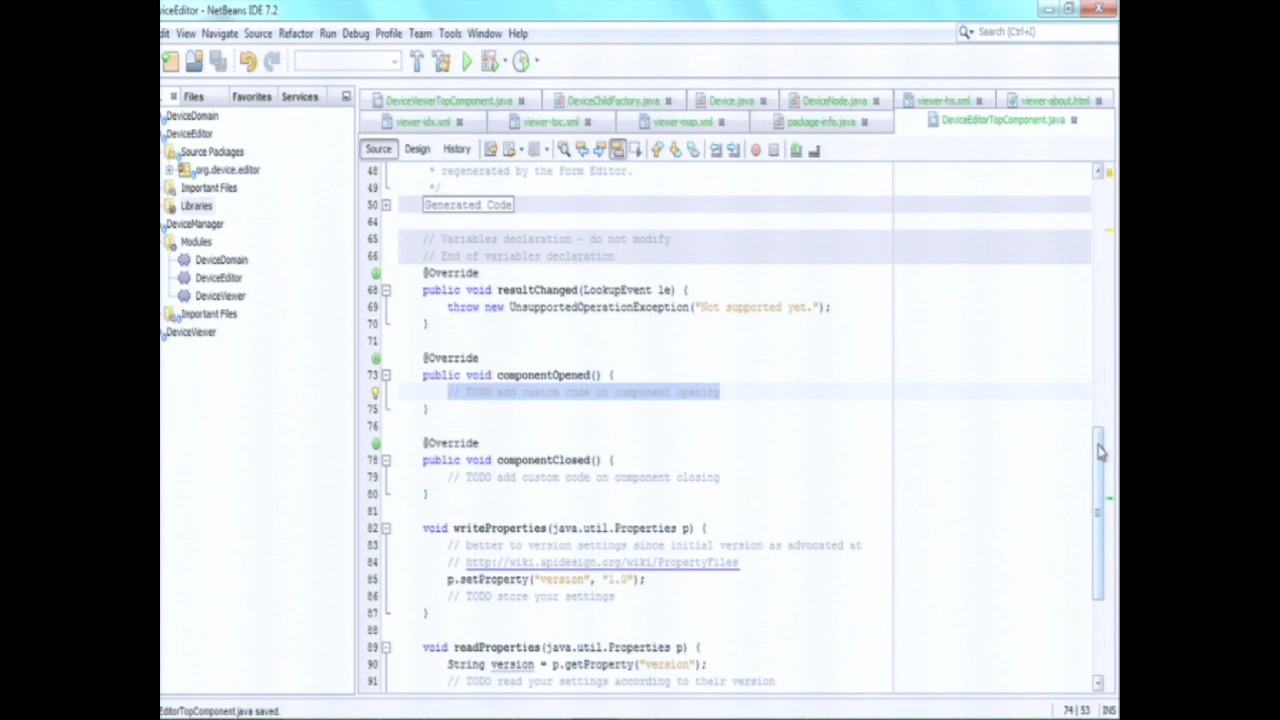 viceEditor - NetBeans IDE 7.2
dit View Navigate Source Refactor Run Debug Profile Team Tools Window Help
Search (Ctrl+I)
Files Favorites Services
DeviceViewerTopComponent.java DeviceChildFactory.java Device.java DeviceNode.java viewer-hs.xml viewer-about.html
viewer-idx.xml viewer-toc.xml viewer-map.xml package-info.java DeviceEditorTopComponent.java
DeviceDomain
DeviceEditor
Source Packages
org.device.editor
Important Files
Libraries
DeviceManager
Modules
DeviceDomain
DeviceEditor
DeviceViewer
Important Files
DeviceViewer
Source Design History
48 * regenerated by the Form Editor.
49 */
50 Generated Code
64
65 // Variables declaration - do not modify
66 // End of variables declaration
@Override
68 public void resultChanged(LookupEvent le) {
69 throw new UnsupportedOperationException("Not supported yet.");
70 }
71
@Override
73 public void componentOpened() {
// TODO add custom code on component opening
75 }
76
@Override
78 public void componentClosed() {
79 // TODO add custom code on component closing
80 }
81
82 void writeProperties(java.util.Properties p) {
83 // better to version settings since initial version as advocated at
84 // http://wiki.apidesign.org/wiki/PropertyFiles
85 p.setProperty("version", "1.0");
86 // TODO store your settings
87 }
88
89 void readProperties(java.util.Properties p) {
90 String version = p.getProperty("version");
91 // TODO read your settings according to their version
EditorTopComponent.java saved.
74|53 INS